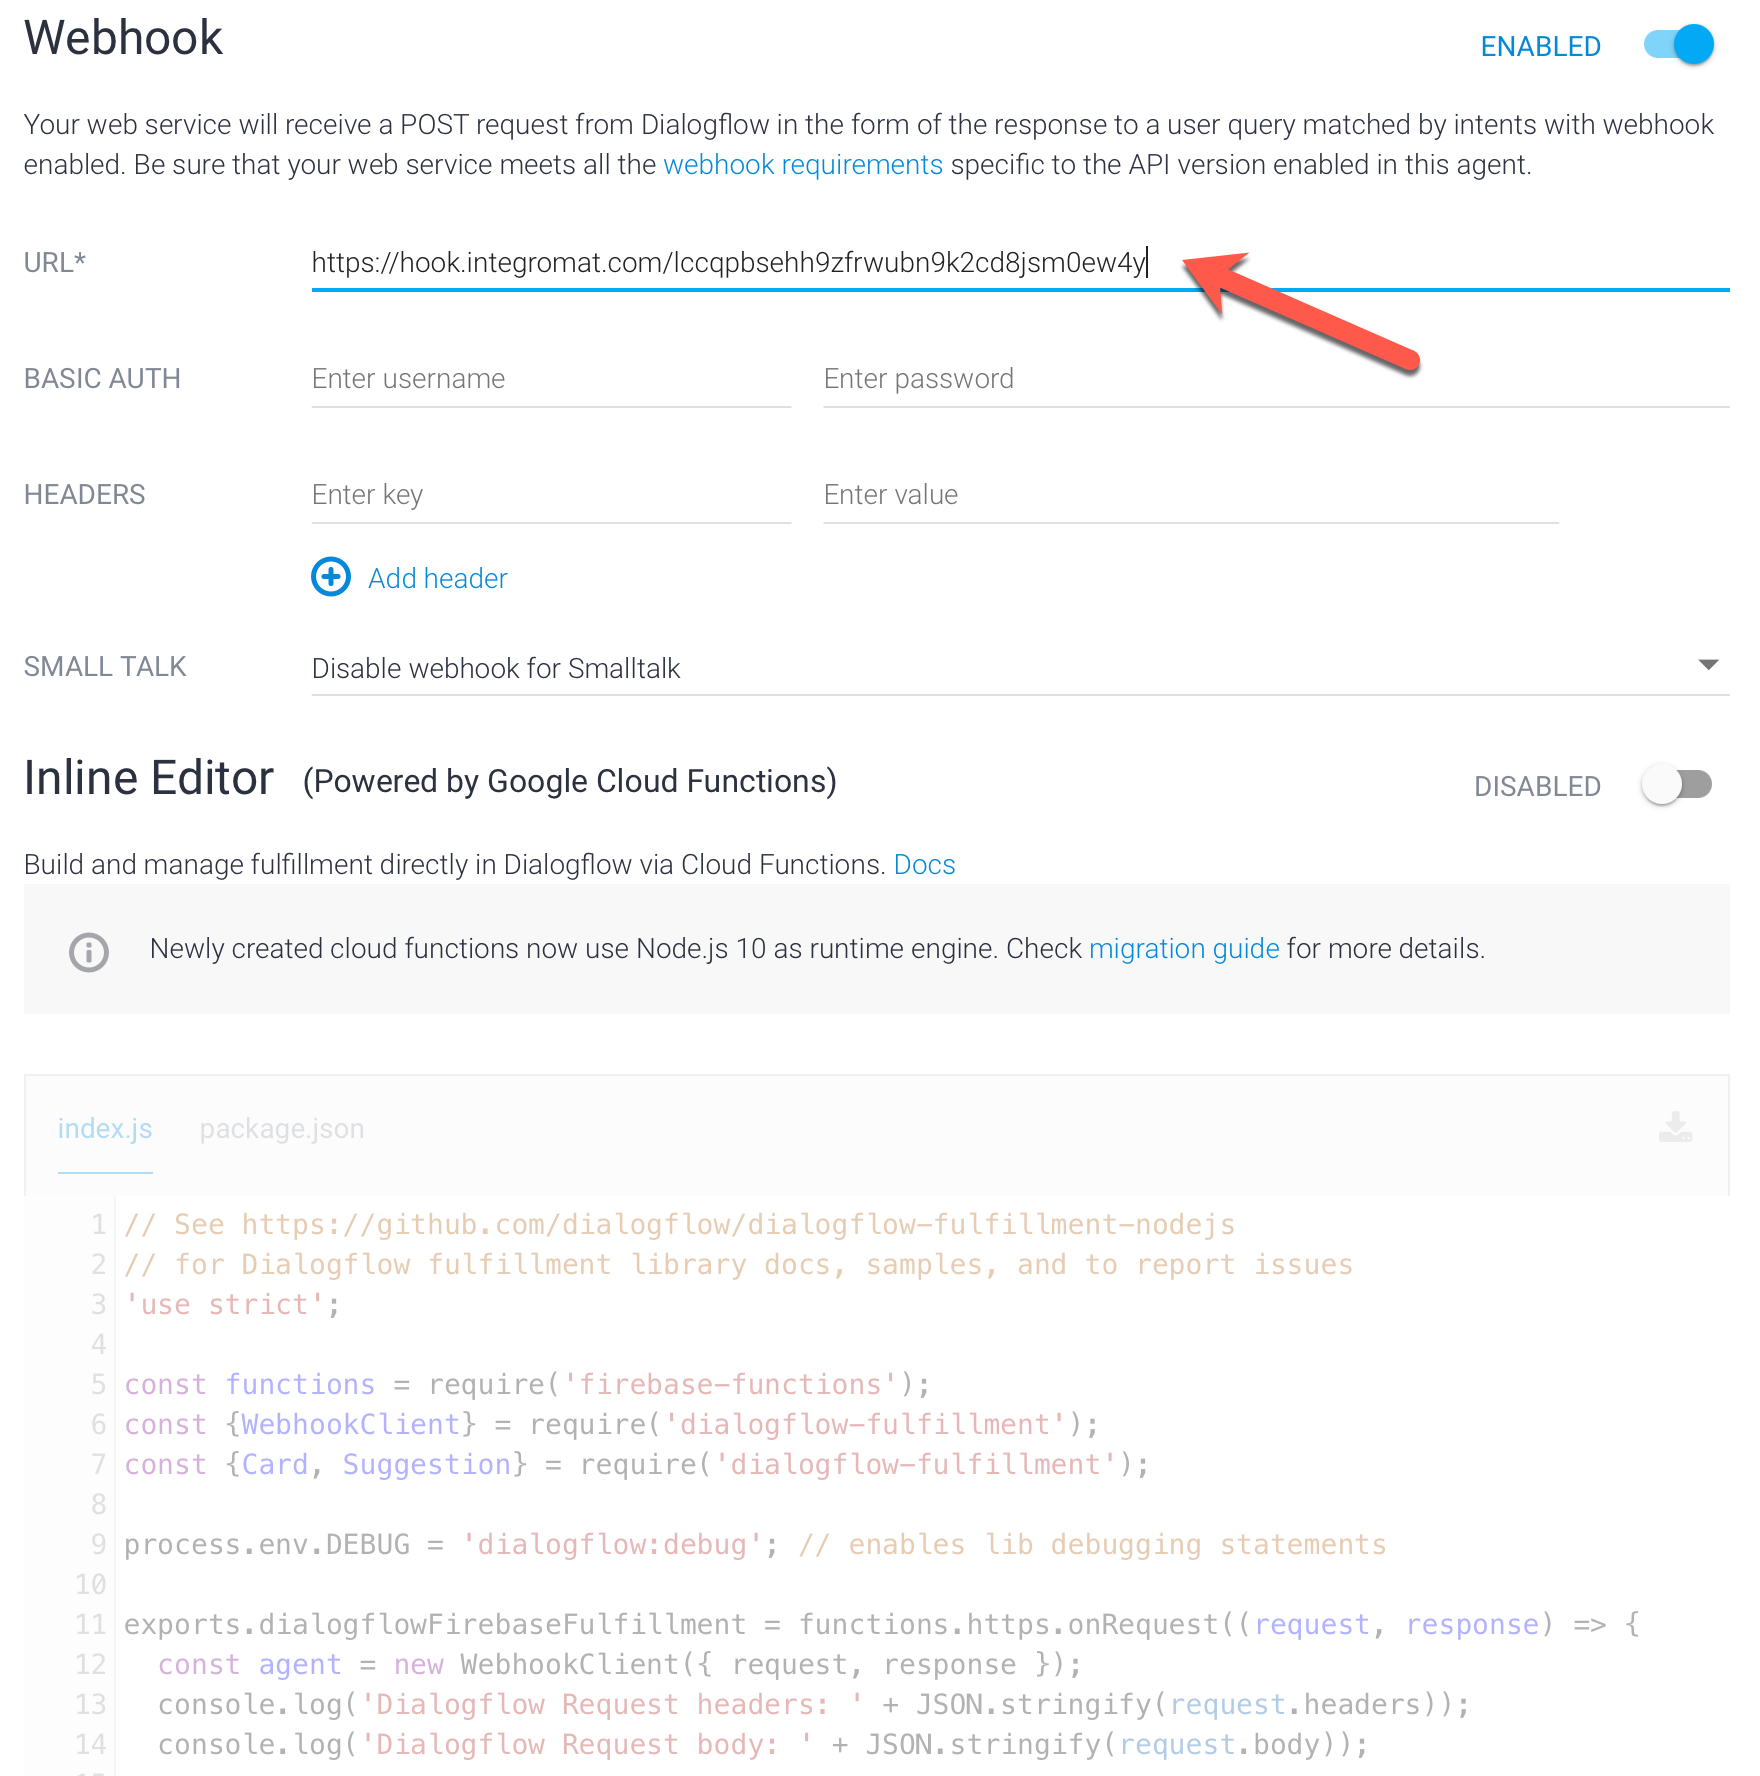 Webhook
ENABLED
Your web service will receive a POST request from Dialogflow in the form of the response to a user query matched by intents with webhook
enabled. Be sure that your web service meets all the webhook requirements specific to the API version enabled in this agent.
URL* https://hook.integromat.com/lccqpbsehh9zfrwubn9k2cd8jsm0ew4y
BASIC AUTH Enter username Enter password
HEADERS Enter key Enter value
Add header
SMALL TALK Disable webhook for Smalltalk
Inline Editor (Powered by Google Cloud Functions) DISABLED
Build and manage fulfillment directly in Dialogflow via Cloud Functions. Docs
Newly created cloud functions now use Node.js 10 as runtime engine. Check migration guide for more details.
index.js package.json
1 // See https://github.com/dialogflow/dialogflow-fulfillment-nodejs
2 // for Dialogflow fulfillment library docs, samples, and to report issues
3 'use strict';
4
5 const functions = require('firebase-functions');
6 const {WebhookClient} = require('dialogflow-fulfillment');
7 const {Card, Suggestion} = require('dialogflow-fulfillment');
8
9 process.env.DEBUG = 'dialogflow:debug'; // enables lib debugging statements
10
11 exports.dialogflowFirebaseFulfillment = functions.https.onRequest((request, response) => {
12   const agent = new WebhookClient({ request, response });
13   console.log('Dialogflow Request headers: ' + JSON.stringify(request.headers));
14   console.log('Dialogflow Request body: ' + JSON.stringify(request.body));